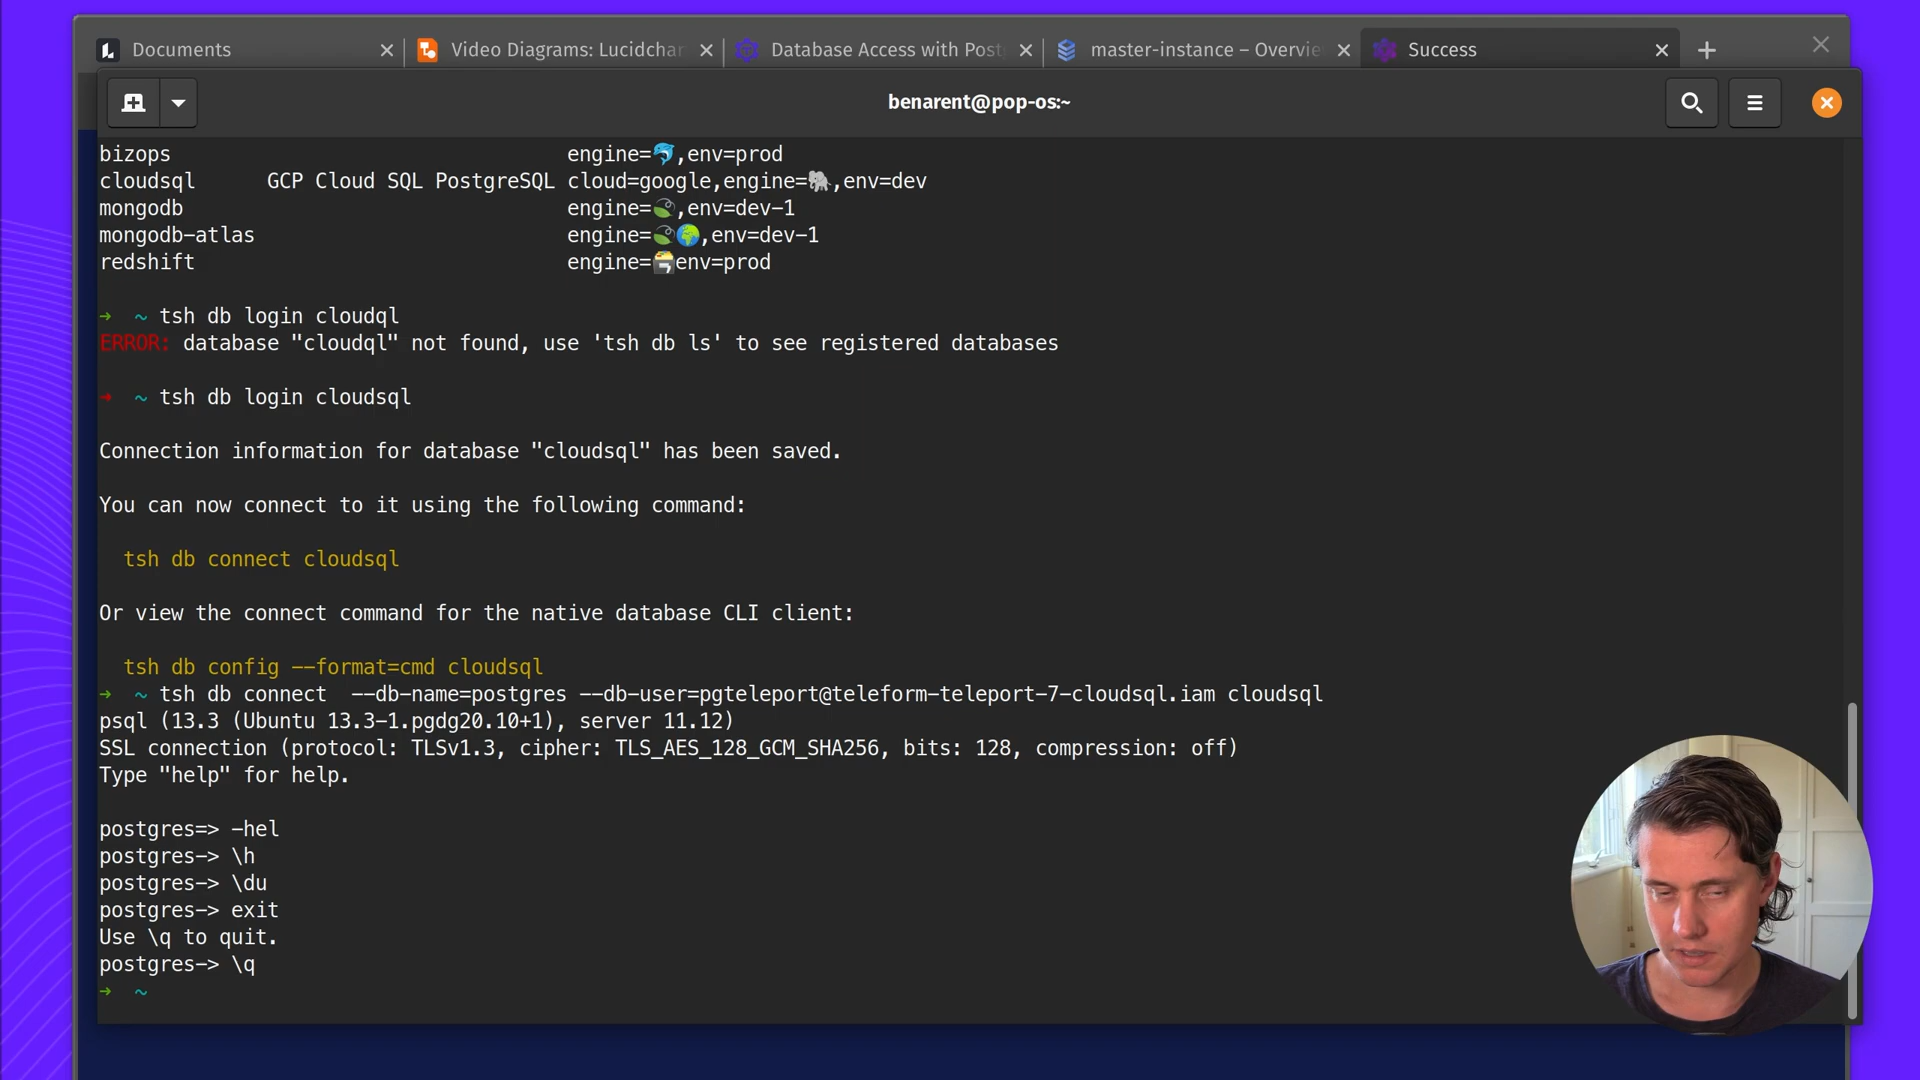 Documents
Video Diagrams: Lucidchar
Database Access with Post
master-instance – Overvie
Success
benarent@pop-os:~
bizops engine=🐬,env=prod
cloudsql GCP Cloud SQL PostgreSQL cloud=google,engine=🐘,env=dev
mongodb engine=🍃,env=dev-1
mongodb-atlas engine=🍃🌍,env=dev-1
redshift engine=🗃env=prod
➜ ~ tsh db login cloudql
ERROR: database "cloudql" not found, use 'tsh db ls' to see registered databases
➜ ~ tsh db login cloudsql
Connection information for database "cloudsql" has been saved.
You can now connect to it using the following command:
tsh db connect cloudsql
Or view the connect command for the native database CLI client:
tsh db config --format=cmd cloudsql
➜ ~ tsh db connect  --db-name=postgres --db-user=pgteleport@teleform-teleport-7-cloudsql.iam cloudsql
psql (13.3 (Ubuntu 13.3-1.pgdg20.10+1), server 11.12)
SSL connection (protocol: TLSv1.3, cipher: TLS_AES_128_GCM_SHA256, bits: 128, compression: off)
Type "help" for help.
postgres=> -hel
postgres-> \h
postgres-> \du
postgres-> exit
Use \q to quit.
postgres-> \q
➜ ~